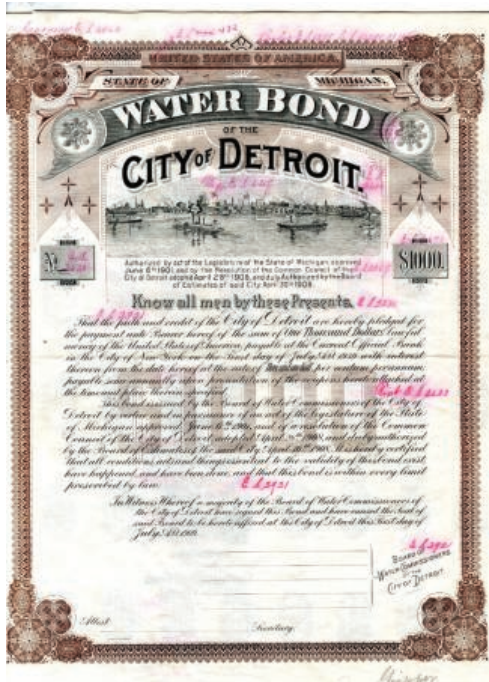 UNITED STATES OF AMERICA
STATE OF MICHIGAN.
WATER BOND
OF THE
CITY OF DETROIT.
Authorized by act of the Legislature of the State of Michigan approved
June 6th 1901, and by the Resolution of the Common Council of the
City of Detroit adopted April 28th 1908, and duly Authorized by the Board
of Estimates of said City April 30th 1908.
No.
$1000.
Know all men by these Presents,
That the faith and credit of the City of Detroit are hereby pledged for
the payment unto Bearer hereof of the sum of One Thousand Dollars lawful
money of the United States of America, payable at the Current Official Bank
in the City of New York on the first day of July, A.D. with interest
thereon from the date hereof at the rate of per centum per annum,
payable semi annually upon presentation of the coupons hereto attached at
the time and place therein specified.
This bond is issued by the Board of Water Commissioners of the City of
Detroit by virtue and in pursuance of an act of the Legislature of the State
of Michigan approved June 6th 1901, and of a resolution of the Common
Council of the City of Detroit adopted April 28th 1908, and duly authorized
by the Board of Estimates of the said City April 30th 1908. It is hereby certified
that all conditions, acts and things essential to the validity of this bond exist
have happened, and have been done, and that this bond is within every limit
prescribed by law.
In Witness Whereof a majority of the Board of Water Commissioners of
the City of Detroit have signed this Bond and have caused the Seal of
said Board to be hereto affixed at the City of Detroit this First day of
July, A.D. 1908.
BOARD OF
WATER COMMISSIONERS
OF THE
CITY OF DETROIT
Attest
Secretary.